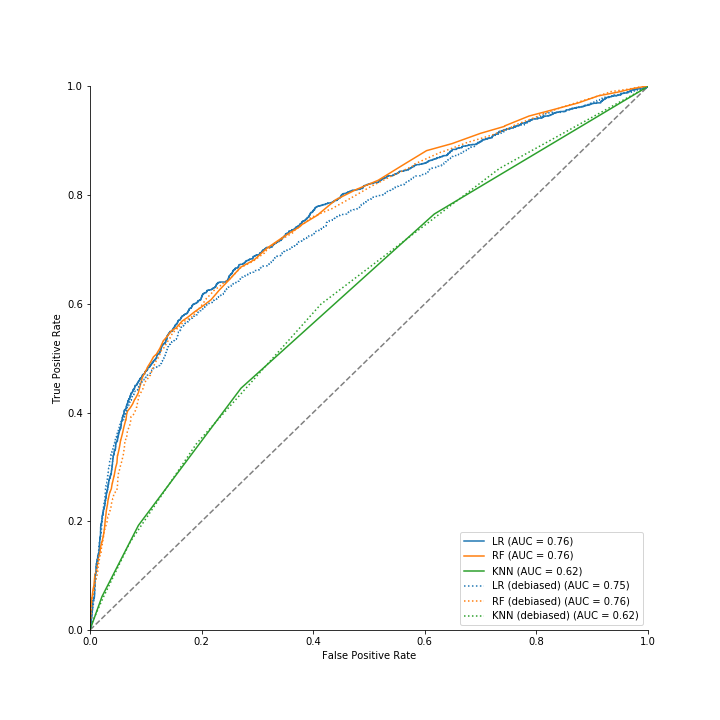 1.0
0.8
0.6
0.4
0.2
0.0
True Positive Rate
LR (AUC = 0.76)
RF (AUC = 0.76)
KNN (AUC = 0.62)
LR (debiased) (AUC = 0.75)
RF (debiased) (AUC = 0.76)
KNN (debiased) (AUC = 0.62)
0.0 0.2 0.4 0.6 0.8 1.0
False Positive Rate